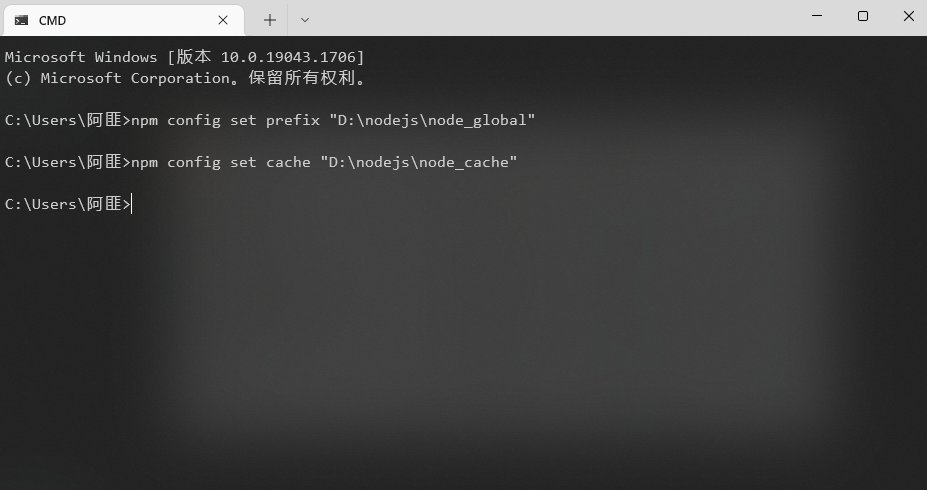 CMD
Microsoft Windows [版本 10.0.19043.1706]
(c) Microsoft Corporation。保留所有权利。
C:\Users\阿匪>npm config set prefix "D:\nodejs\node_global"
C:\Users\阿匪>npm config set cache "D:\nodejs\node_cache"
C:\Users\阿匪>